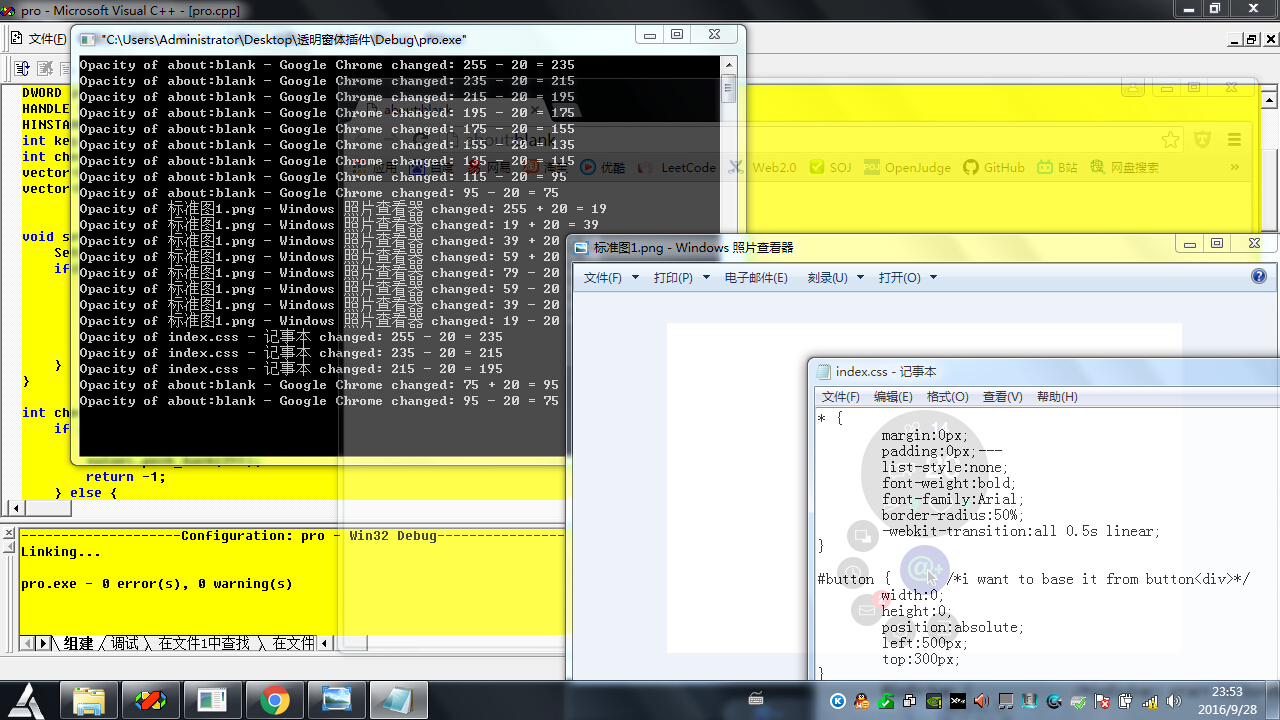 pro - Microsoft Visual C++ - [pro.cpp]
文件(F)
"C:\Users\Administrator\Desktop\透明窗体插件\Debug\pro.exe"
Opacity of about:blank - Google Chrome changed: 255 - 20 = 235
Opacity of about:blank - Google Chrome changed: 235 - 20 = 215
Opacity of about:blank - Google Chrome changed: 215 - 20 = 195
Opacity of about:blank - Google Chrome changed: 195 - 20 = 175
Opacity of about:blank - Google Chrome changed: 175 - 20 = 155
Opacity of about:blank - Google Chrome changed: 155 - 20 = 135
Opacity of about:blank - Google Chrome changed: 135 - 20 = 115
Opacity of about:blank - Google Chrome changed: 115 - 20 = 95
Opacity of about:blank - Google Chrome changed: 95 - 20 = 75
Opacity of 标准图1.png - Windows 照片查看器 changed: 255 + 20 = 19
Opacity of 标准图1.png - Windows 照片查看器 changed: 19 + 20 = 39
Opacity of 标准图1.png - Windows 照片查看器 changed: 39 + 20
Opacity of 标准图1.png - Windows 照片查看器 changed: 59 + 20
Opacity of 标准图1.png - Windows 照片查看器 changed: 79 - 20
Opacity of 标准图1.png - Windows 照片查看器 changed: 59 - 20
Opacity of 标准图1.png - Windows 照片查看器 changed: 39 - 20
Opacity of 标准图1.png - Windows 照片查看器 changed: 19 - 20
Opacity of index.css - 记事本 changed: 255 - 20 = 235
Opacity of index.css - 记事本 changed: 235 - 20 = 215
Opacity of index.css - 记事本 changed: 215 - 20 = 195
Opacity of about:blank - Google Chrome changed: 75 + 20 = 95
Opacity of about:blank - Google Chrome changed: 95 - 20 = 75
about:blank
应用 百度 网易 优酷 LeetCode Web2.0 SOJ OpenJudge GitHub B站 网盘搜索 »
DWORD
HANDLE
HINSTA
int ke
int ch
vector
vector
void s
Se
if
}
}
int ch
if
return -1;
} else {
标准图1.png - Windows 照片查看器
文件(F) 打印(P) 电子邮件(E) 刻录(U) 打开(O)
index.css - 记事本
文件(F) 编辑(E) 格式(O) 查看(V) 帮助(H)
* {
margin:0px;
padding:0px;---
list-style:none;
font-weight:bold;
font-family:Arial;
border-radius:50%;
-webkit-transition:all 0.5s linear;
}
#button { /*i want to base it from button<div>*/
width:0;
height:0;
position:absolute;
left:500px;
top:300px;
}
--------------------Configuration: pro - Win32 Debug--------------------
Linking...
pro.exe - 0 error(s), 0 warning(s)
组建 调试 在文件1中查找 在文件
23:53
2016/9/28